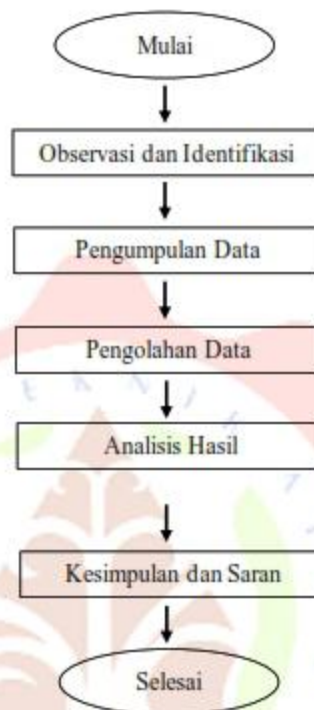 Mulai
Observasi dan Identifikasi
Pengumpulan Data
Pengolahan Data
Analisis Hasil
Kesimpulan dan Saran
Selesai